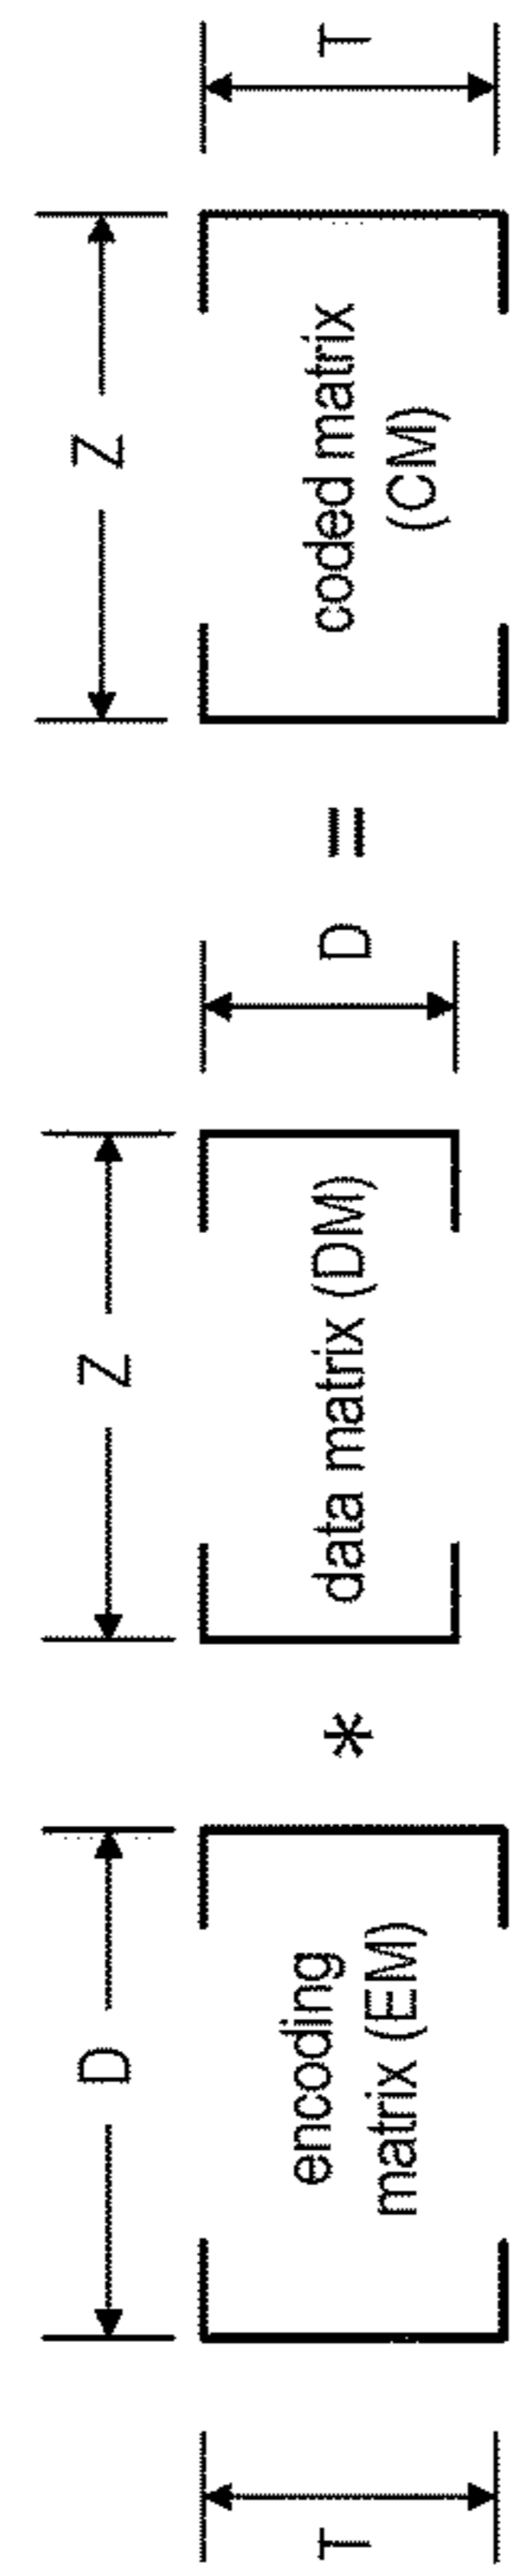 T
D
encoding
matrix (EM)
*
Z
data matrix (DM)
D
=
Z
coded matrix
(CM)
T